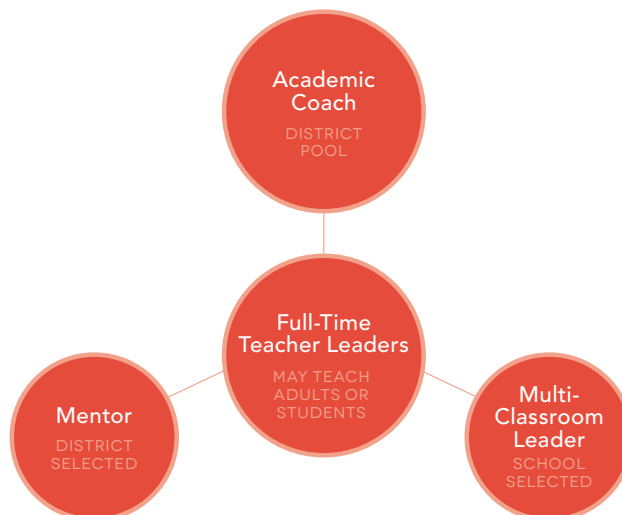 Academic
Coach
DISTRICT
POOL
Full-Time
Teacher Leaders
MAY TEACH
ADULTS OR
STUDENTS
Mentor
DISTRICT
SELECTED
Multi-
Classroom
Leader
SCHOOL
SELECTED